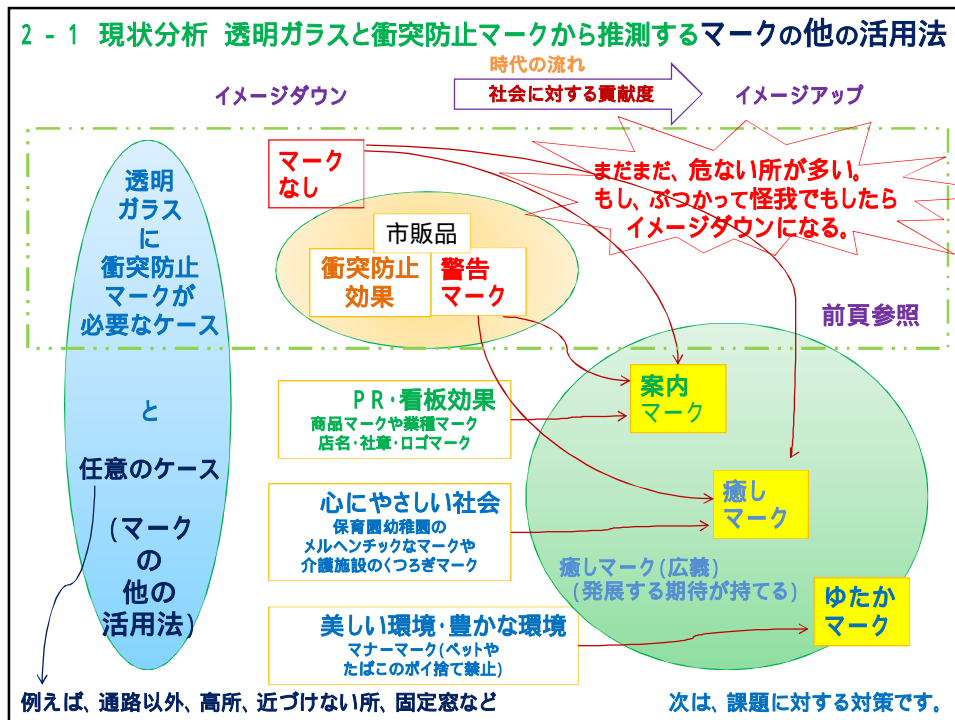 2-1 現状分析 透明ガラスと衝突防止マークから推測するマークの他の活用法
時代の流れ
イメージダウン
社会に対する貢献度
イメージアップ
透明
ガラス
に
衝突防止
マークが
必要なケース
と
任意のケース
(マーク
の
他の
活用法)
マーク
なし
まだまだ、危ない所が多い。
もし、ぶつかって怪我でもしたら
イメージダウンになる。
市販品
衝突防止
効果
警告
マーク
前頁参照
PR・看板効果
商品マークや業種マーク
店名・社章・ロゴマーク
案内
マーク
心にやさしい社会
保育園幼稚園の
メルヘンチックなマークや
介護施設のくつろぎマーク
癒し
マーク
癒しマーク(広義)
(発展する期待が持てる)
美しい環境・豊かな環境
マナーマーク(ペットや
たばこのポイ捨て禁止)
ゆたか
マーク
例えば、通路以外、高所、近づけない所、固定窓など
次は、課題に対する対策です。